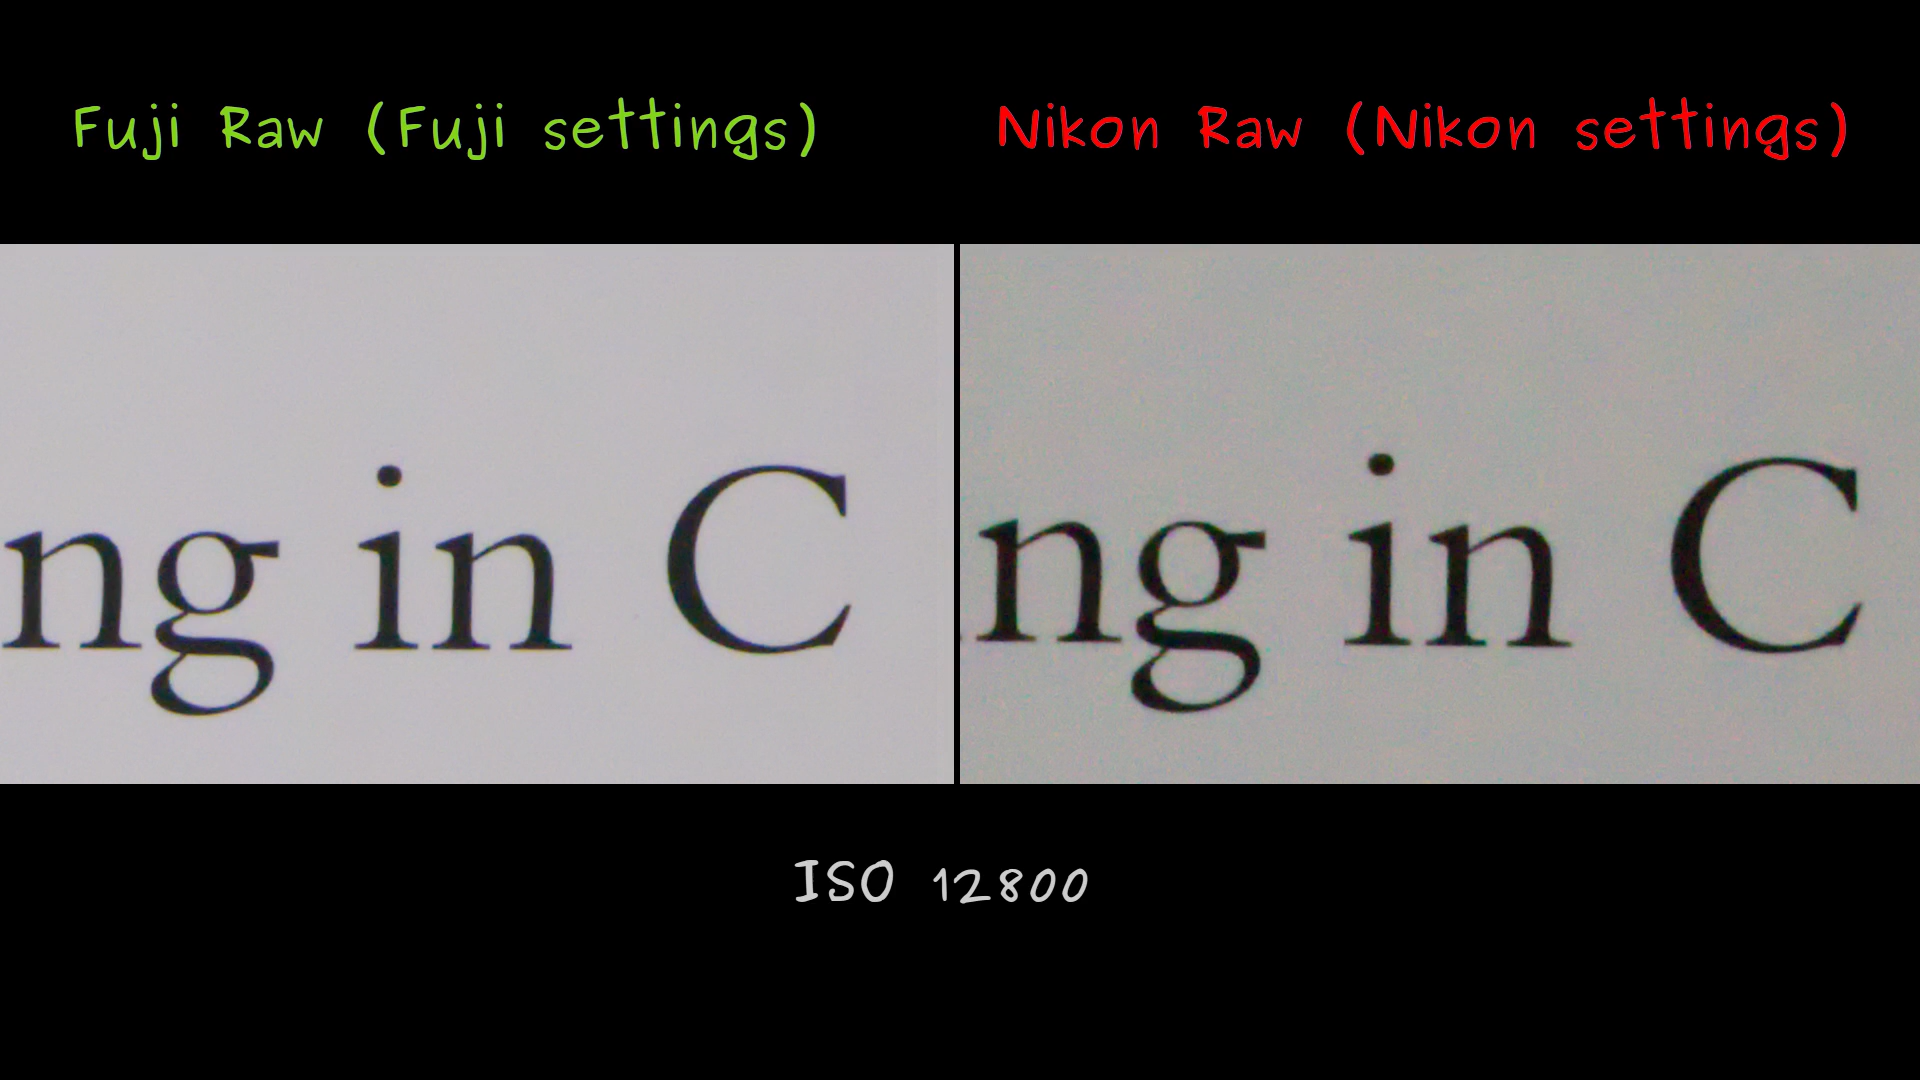 Fuji Raw (Fuji settings)
Nikon Raw (Nikon settings)
ng in C
ng in C
ISO 12800